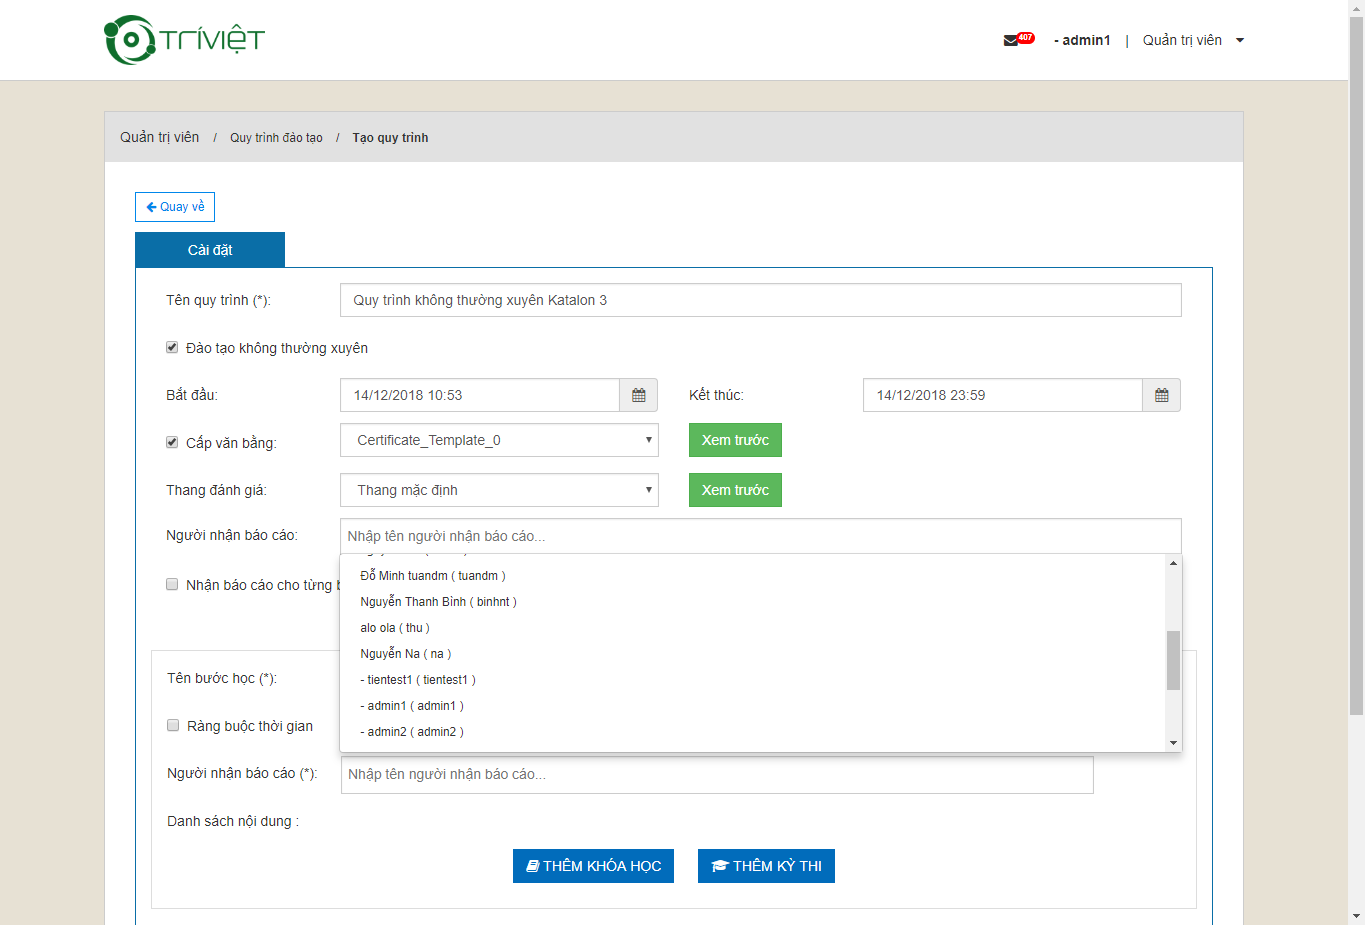 TRÍVIỆT
407
- admin1 | Quản trị viên
Quản trị viên / Quy trình đào tạo / Tạo quy trình
Quay về
Cài đặt
Tên quy trình (*): Quy trình không thường xuyên Katalon 3
Đào tạo không thường xuyên
Bắt đầu: 14/12/2018 10:53 Kết thúc: 14/12/2018 23:59
Cấp văn bằng: Certificate_Template_0 Xem trước
Thang đánh giá: Thang mặc định Xem trước
Người nhận báo cáo: Nhập tên người nhận báo cáo...
Đỗ Minh tuandm ( tuandm )
Nhận báo cáo cho từng
Nguyễn Thanh Bình ( binhnt )
alo ola ( thu )
Nguyễn Na ( na )
Tên bước học (*):
- tientest1 ( tientest1 )
- admin1 ( admin1 )
Ràng buộc thời gian
- admin2 ( admin2 )
Người nhận báo cáo (*): Nhập tên người nhận báo cáo...
Danh sách nội dung :
THÊM KHÓA HỌC THÊM KỲ THI